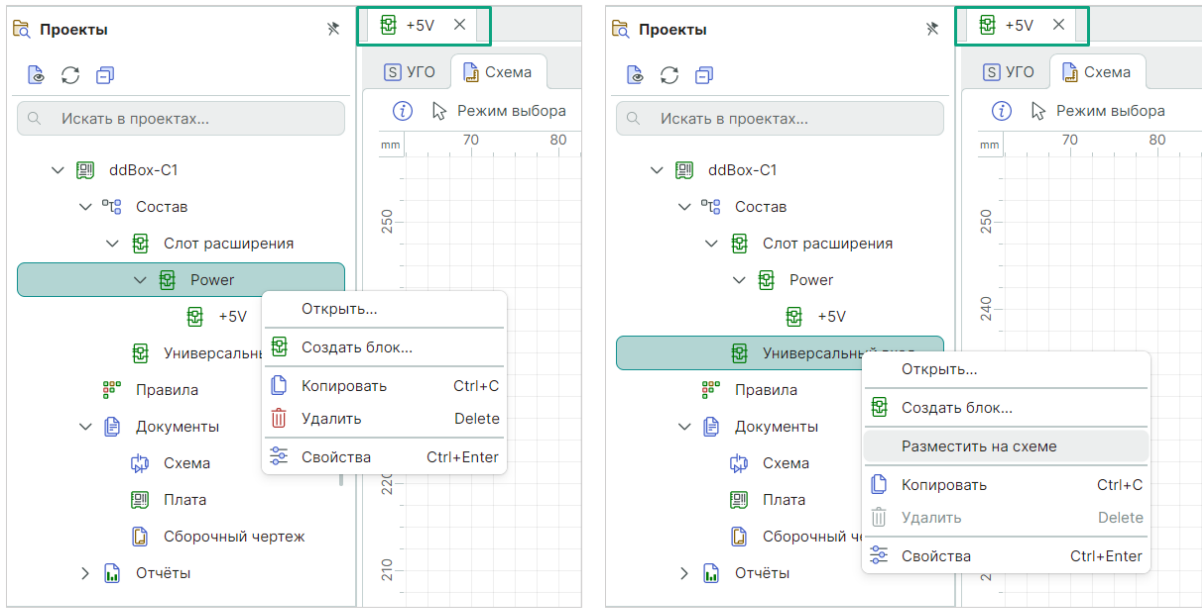 Проекты
+5V
УГО
Схема
Искать в проектах...
Режим выбора
mm
70
80
ddBox-C1
Состав
250
Слот расширения
Power
+5V
Универсальн
Правила
Документы
Схема
220
Плата
Сборочный чертеж
210
Отчёты
Открыть...
Создать блок...
Копировать Ctrl+C
Удалить Delete
Свойства Ctrl+Enter
Проекты
+5V
УГО
Схема
Искать в проектах...
Режим выбора
mm
70
80
ddBox-C1
Состав
250
Слот расширения
Power
240
+5V
Универсальный вход
Правила
Документы
Схема
Плата
Сборочный ч
Отчёты
Открыть...
Создать блок...
Разместить на схеме
Копировать Ctrl+C
Удалить Delete
Свойства Ctrl+Enter